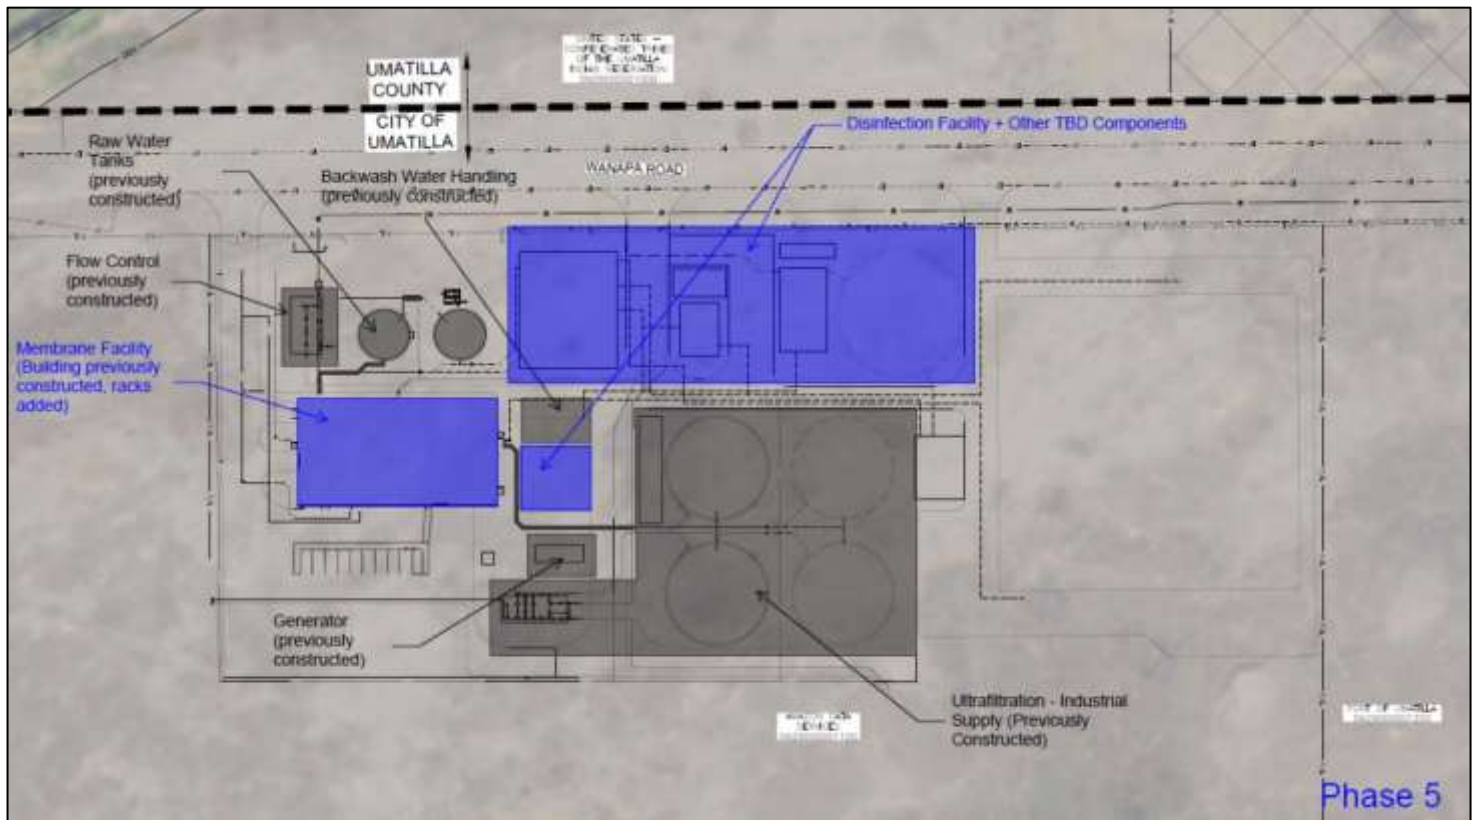 UMATILLA
COUNTY
CITY OF
UMATILLA
Disinfection Facility + Other TBD Components
WANAPA ROAD
Raw Water
Tanks
(previously
constructed)
Backwash Water Handling
(previously constructed)
Flow Control
(previously
constructed)
Membrane Facility
(Building previously
constructed, racks
added)
Generator
(previously
constructed)
Ultrafiltration - Industrial
Supply (Previously
Constructed)
Phase 5